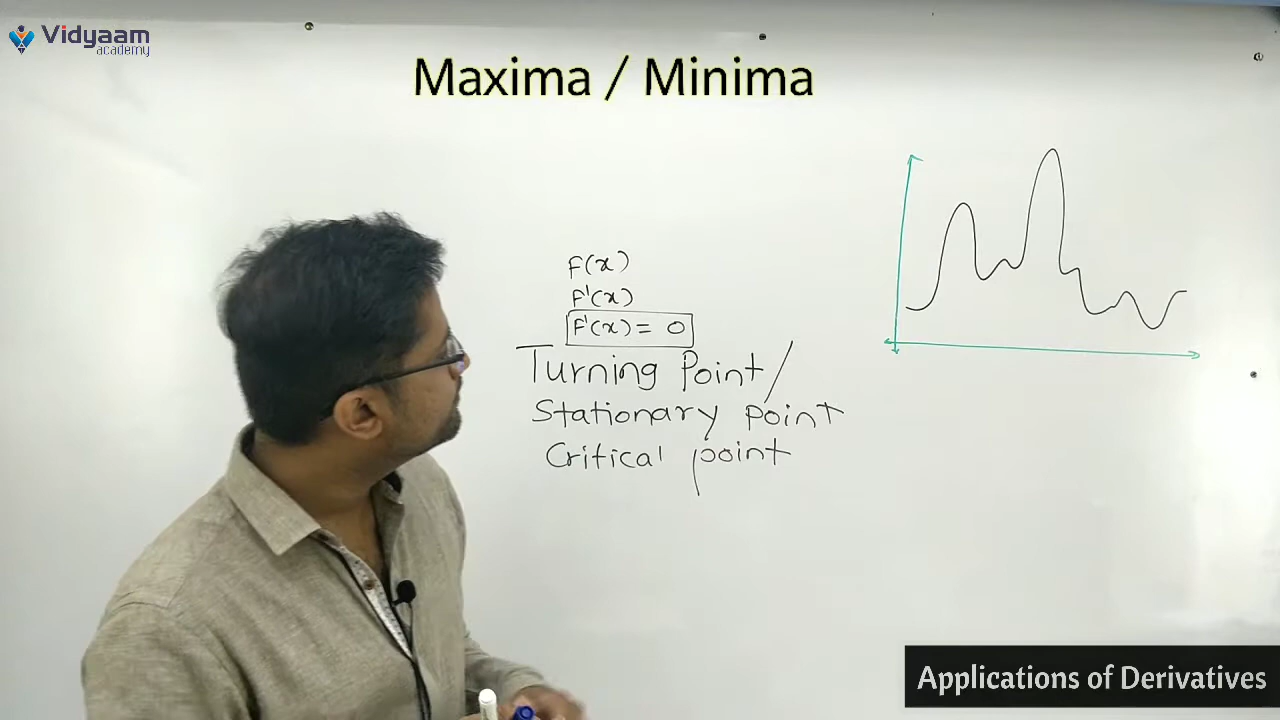 Vidyaam
academy
Maxima / Minima
F(x)
F'(x)
F'(x) = 0
Turning Point /
Stationary point
Critical point
Applications of Derivatives